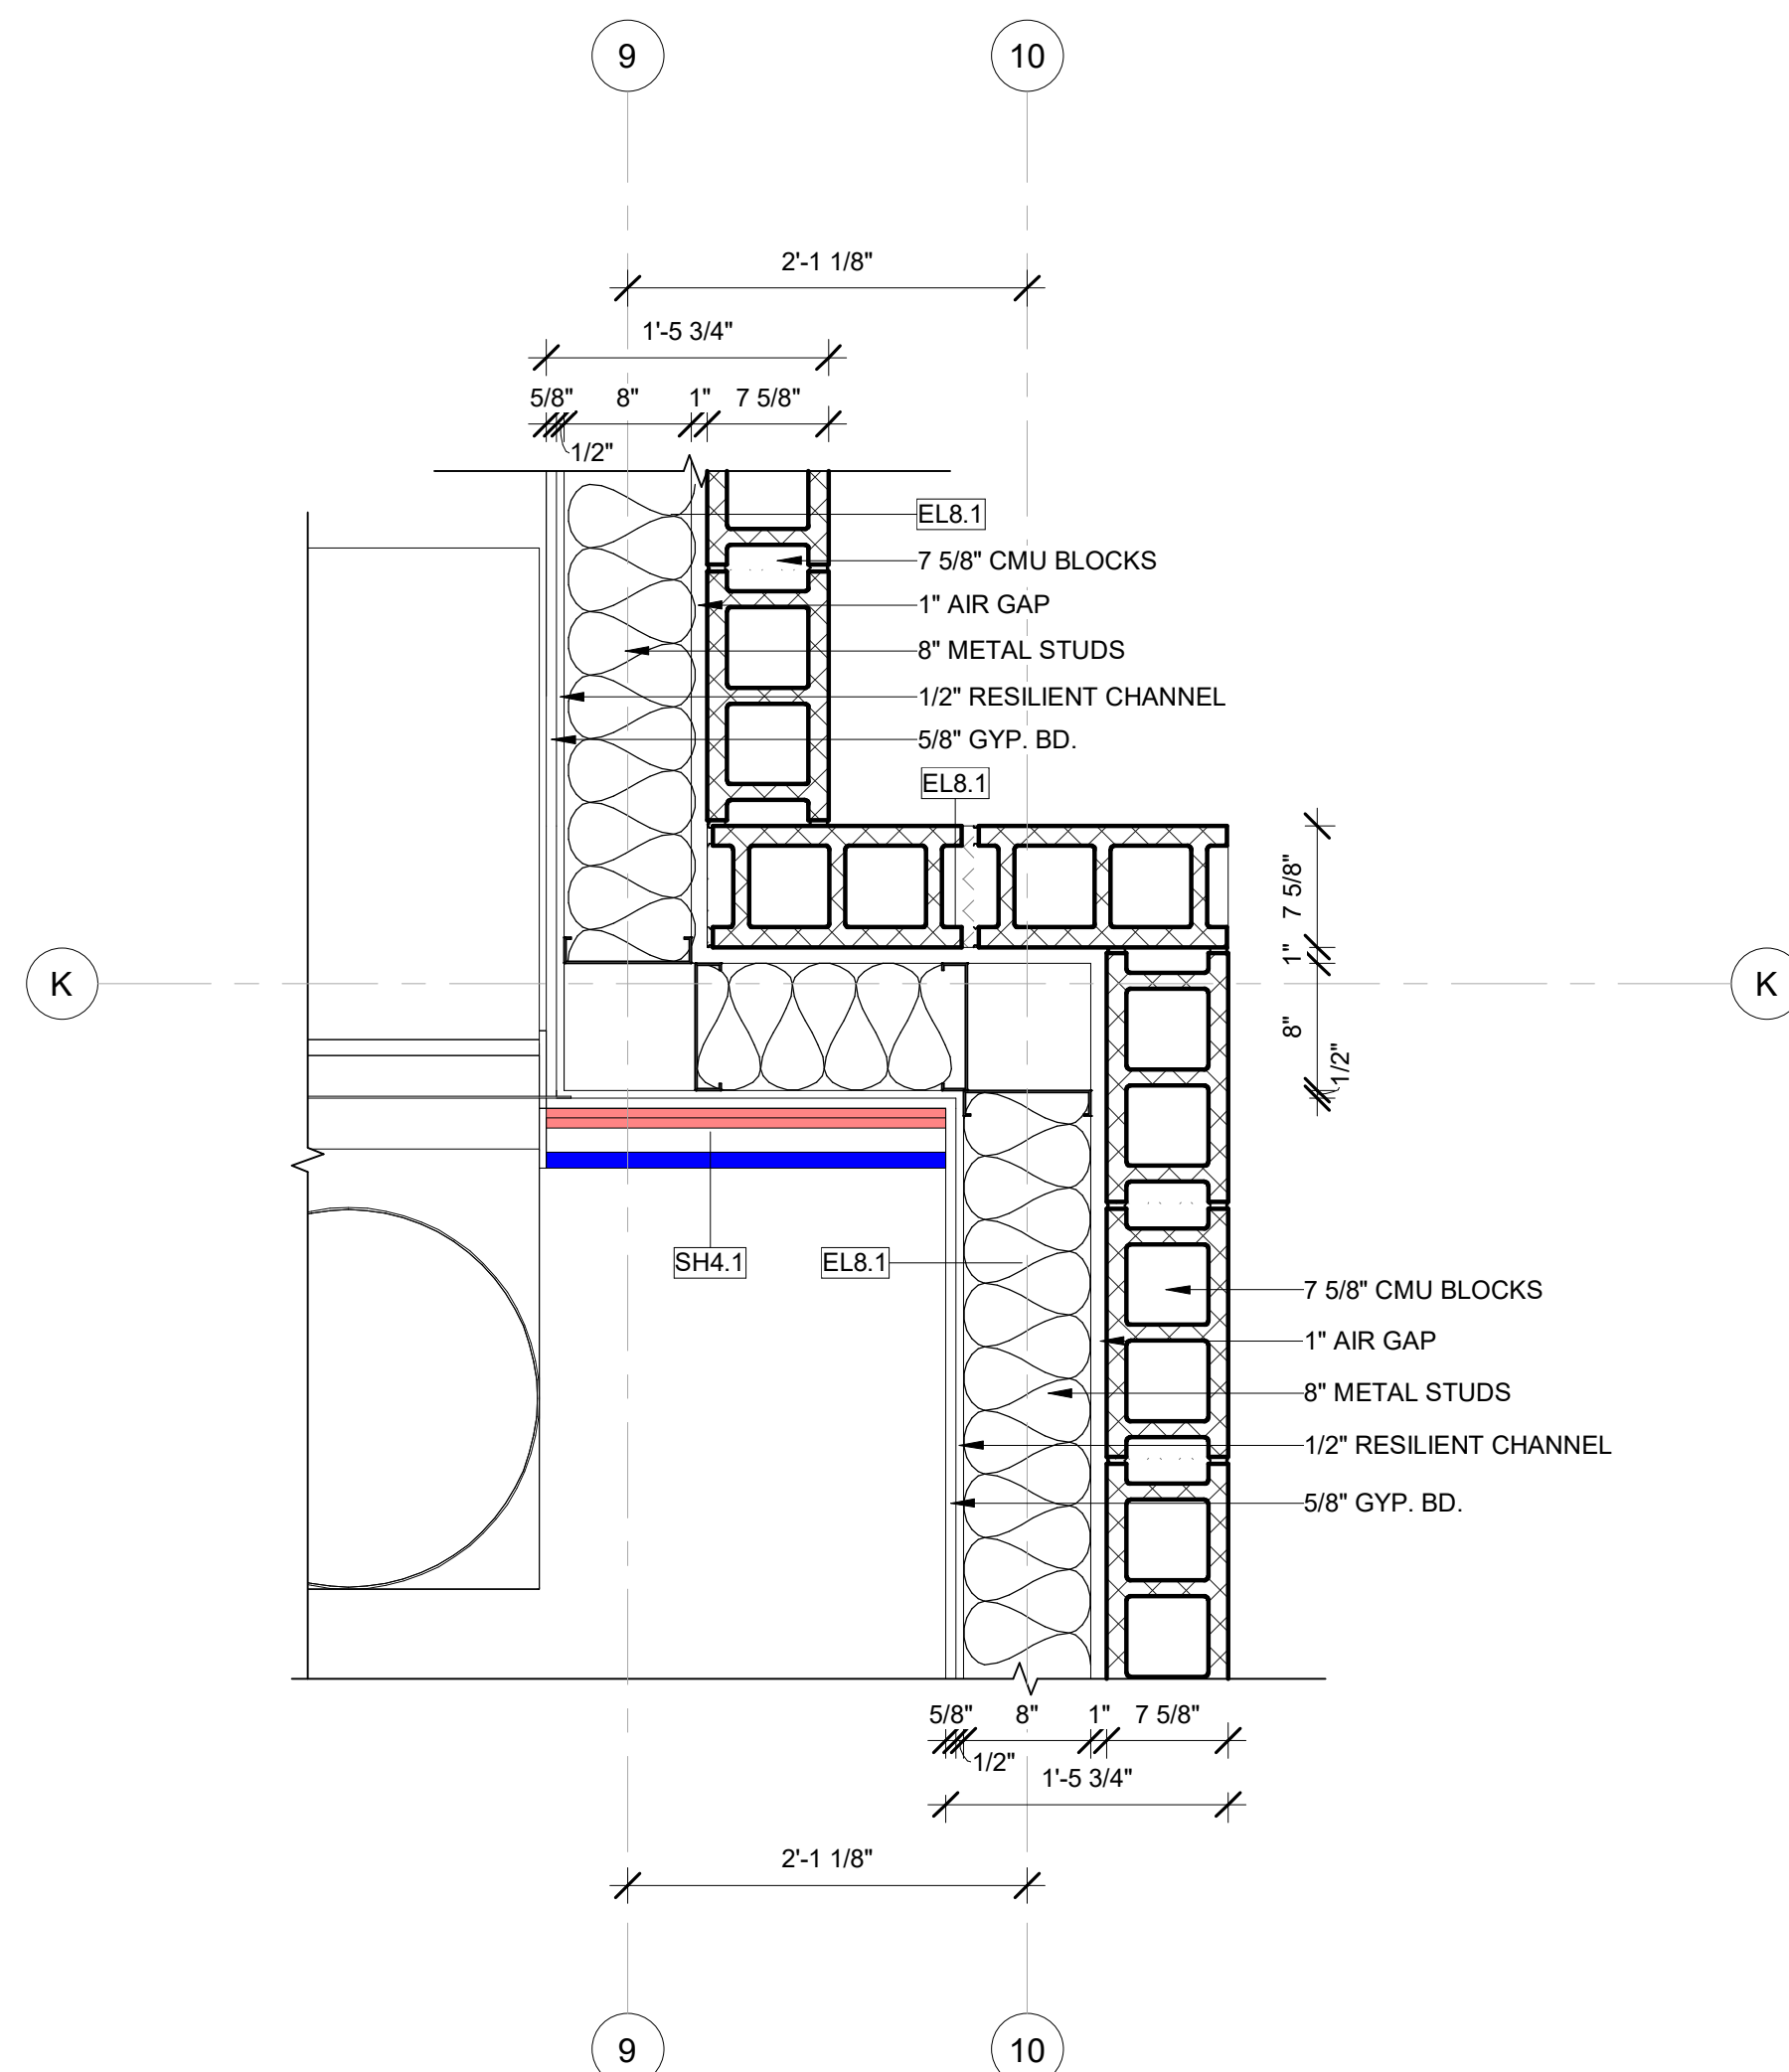 9
10
2'-1 1/8"
1'-5 3/4"
5/8"
8"
1"
7 5/8"
1/2"
EL8.1
7 5/8" CMU BLOCKS
1" AIR GAP
8" METAL STUDS
1/2" RESILIENT CHANNEL
5/8" GYP. BD.
EL8.1
7 5/8"
1"
8"
1/2"
K
K
SH4.1
EL8.1
7 5/8" CMU BLOCKS
1" AIR GAP
8" METAL STUDS
1/2" RESILIENT CHANNEL
5/8" GYP. BD.
5/8"
8"
1"
7 5/8"
1/2"
1'-5 3/4"
2'-1 1/8"
9
10